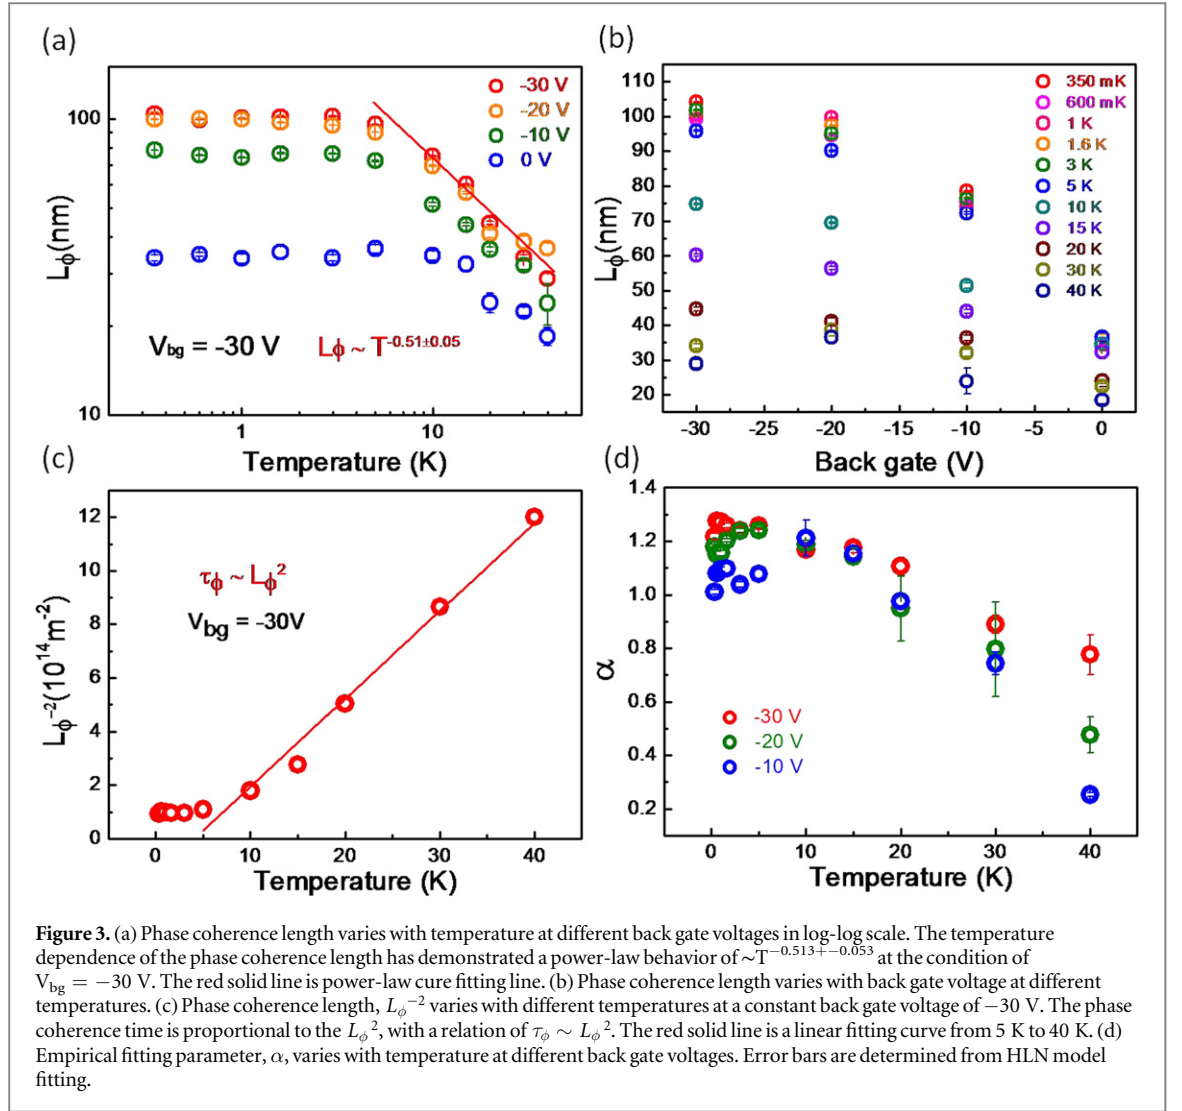 (a)
100
10
1
10
L_ϕ(nm)
Temperature (K)
-30 V
-20 V
-10 V
0 V
V_bg = -30 V
Lϕ ~ T^-0.51±0.05
(b)
110
100
90
80
70
60
50
40
30
20
-30
-25
-20
-15
-10
-5
0
L_ϕ(nm)
Back gate (V)
350 mK
600 mK
1 K
1.6 K
3 K
5 K
10 K
15 K
20 K
30 K
40 K
(c)
12
10
8
6
4
2
0
0
10
20
30
40
L_ϕ^-2(10^14m^-2)
Temperature (K)
τ_ϕ ~ L_ϕ^2
V_bg = -30V
(d)
1.4
1.2
1.0
0.8
0.6
0.4
0.2
0
10
20
30
40
α
Temperature (K)
-30 V
-20 V
-10 V
Figure 3. (a) Phase coherence length varies with temperature at different back gate voltages in log-log scale. The temperature
dependence of the phase coherence length has demonstrated a power-law behavior of ~T^−0.513+−0.053 at the condition of
V_bg = −30 V. The red solid line is power-law cure fitting line. (b) Phase coherence length varies with back gate voltage at different
temperatures. (c) Phase coherence length, L_ϕ^−2 varies with different temperatures at a constant back gate voltage of −30 V. The phase
coherence time is proportional to the L_ϕ^2, with a relation of τ_ϕ ∼ L_ϕ^2. The red solid line is a linear fitting curve from 5 K to 40 K. (d)
Empirical fitting parameter, α, varies with temperature at different back gate voltages. Error bars are determined from HLN model
fitting.